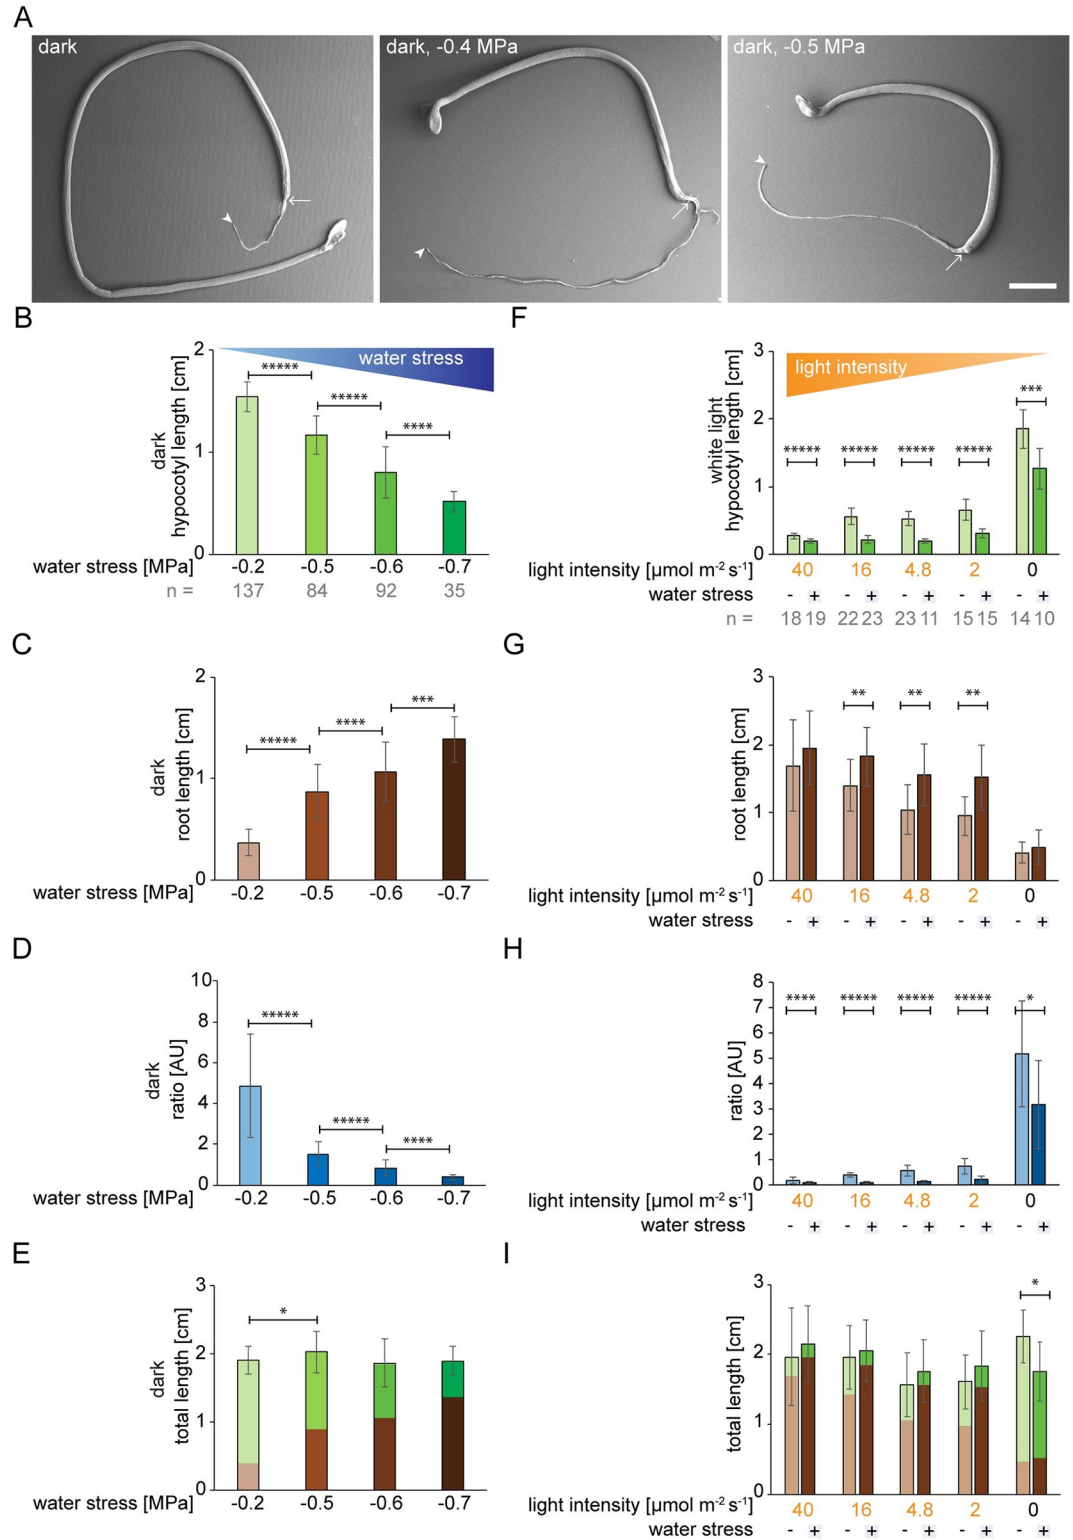 A
dark
dark, -0.4 MPa
dark, -0.5 MPa
B
2
1
0
dark
hypocotyl length [cm]
water stress
*****
*****
****
water stress [MPa]
-0.2 -0.5 -0.6 -0.7
n = 137 84 92 35
C
2
1
0
dark
root length [cm]
*****
****
***
water stress [MPa]
-0.2 -0.5 -0.6 -0.7
D
10
8
6
4
2
0
dark
ratio [AU]
*****
*****
****
water stress [MPa]
-0.2 -0.5 -0.6 -0.7
E
3
2
1
0
dark
total length [cm]
*
water stress [MPa]
-0.2 -0.5 -0.6 -0.7
F
3
2
1
0
white light
hypocotyl length [cm]
light intensity
***** ***** ***** ***** ***
light intensity [µmol m⁻² s⁻¹] 40 16 4.8 2 0
water stress - + - + - + - + - +
n = 18 19 22 23 23 11 15 15 14 10
G
3
2
1
0
root length [cm]
** ** **
light intensity [µmol m⁻² s⁻¹] 40 16 4.8 2 0
water stress - + - + - + - + - +
H
8
7
6
5
4
3
2
1
0
ratio [AU]
**** ***** ***** ***** *
light intensity [µmol m⁻² s⁻¹] 40 16 4.8 2 0
water stress - + - + - + - + - +
I
3
2
1
0
total length [cm]
*
light intensity [µmol m⁻² s⁻¹] 40 16 4.8 2 0
water stress - + - + - + - + - +